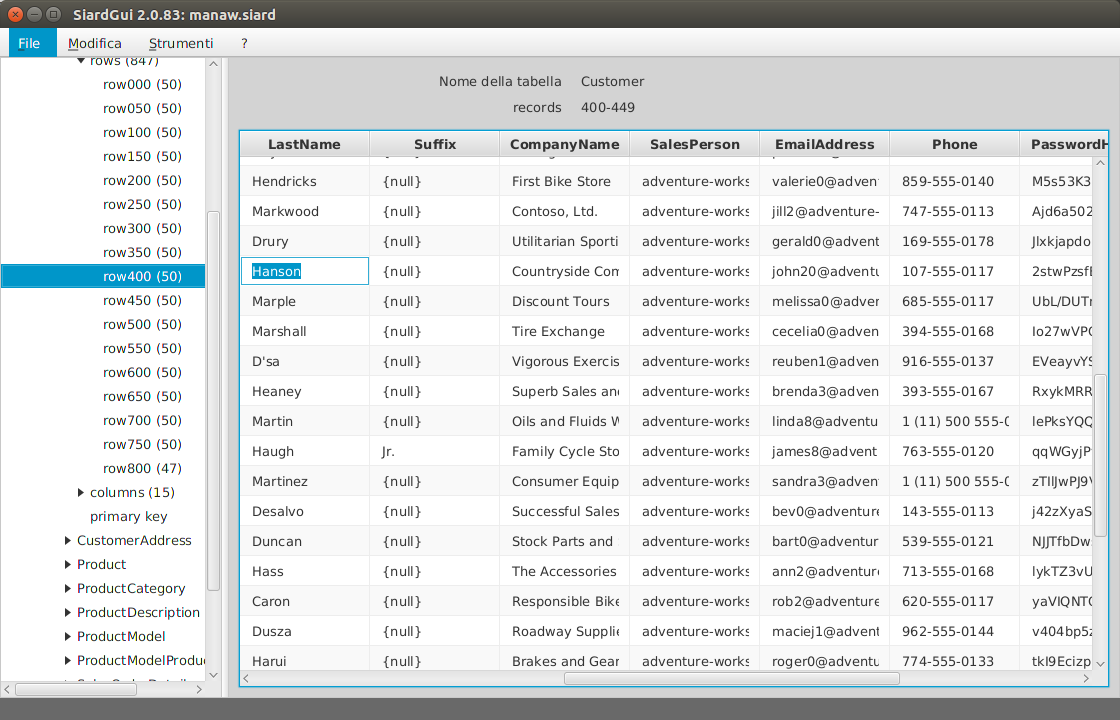 SiardGui 2.0.83: manaw.siard
File Modifica Strumenti ?
rows (847)
row000 (50)
row050 (50)
row100 (50)
row150 (50)
row200 (50)
row250 (50)
row300 (50)
row350 (50)
row400 (50)
row450 (50)
row500 (50)
row550 (50)
row600 (50)
row650 (50)
row700 (50)
row750 (50)
row800 (47)
columns (15)
primary key
CustomerAddress
Product
ProductCategory
ProductDescription
ProductModel
ProductModelProdu
Nome della tabella Customer
records 400-449
LastName Suffix CompanyName SalesPerson EmailAddress Phone PasswordH
Hendricks {null} First Bike Store adventure-works valerie0@adven 859-555-0140 M5s53K3
Markwood {null} Contoso, Ltd. adventure-works jill2@adventure- 747-555-0113 Ajd6a502
Drury {null} Utilitarian Sporti adventure-works gerald0@advent 169-555-0178 Jlxkjapdo
Hanson {null} Countryside Com adventure-works john20@adventu 107-555-0117 2stwPzsf
Marple {null} Discount Tours adventure-works melissa0@adven 685-555-0117 UbL/DUT
Marshall {null} Tire Exchange adventure-works cecelia0@adven 394-555-0168 Io27wVPC
D'sa {null} Vigorous Exercis adventure-works reuben1@adven 916-555-0137 EVeayvYS
Heaney {null} Superb Sales and adventure-works brenda3@adven 393-555-0167 RxykMRR
Martin {null} Oils and Fluids W adventure-works linda8@adventu 1 (11) 500 555-0 lePksYQQ
Haugh Jr. Family Cycle Sto adventure-works james8@advent 763-555-0120 qqWGyjP
Martinez {null} Consumer Equip adventure-works sandra3@adven 1 (11) 500 555-0 zTIIJwPJ9
Desalvo {null} Successful Sales adventure-works bev0@adventure 143-555-0113 j42zXyaS
Duncan {null} Stock Parts and adventure-works bart0@adventur 539-555-0121 NJJTfbDw
Hass {null} The Accessories adventure-works ann2@adventure 713-555-0168 lykTZ3vU
Caron {null} Responsible Bike adventure-works rob2@adventure 620-555-0117 yaVIQNT
Dusza {null} Roadway Supplie adventure-works maciej1@advent 962-555-0144 v404bp5z
Harui {null} Brakes and Gear adventure-works roger0@adventu 774-555-0133 tkI9Ecizp